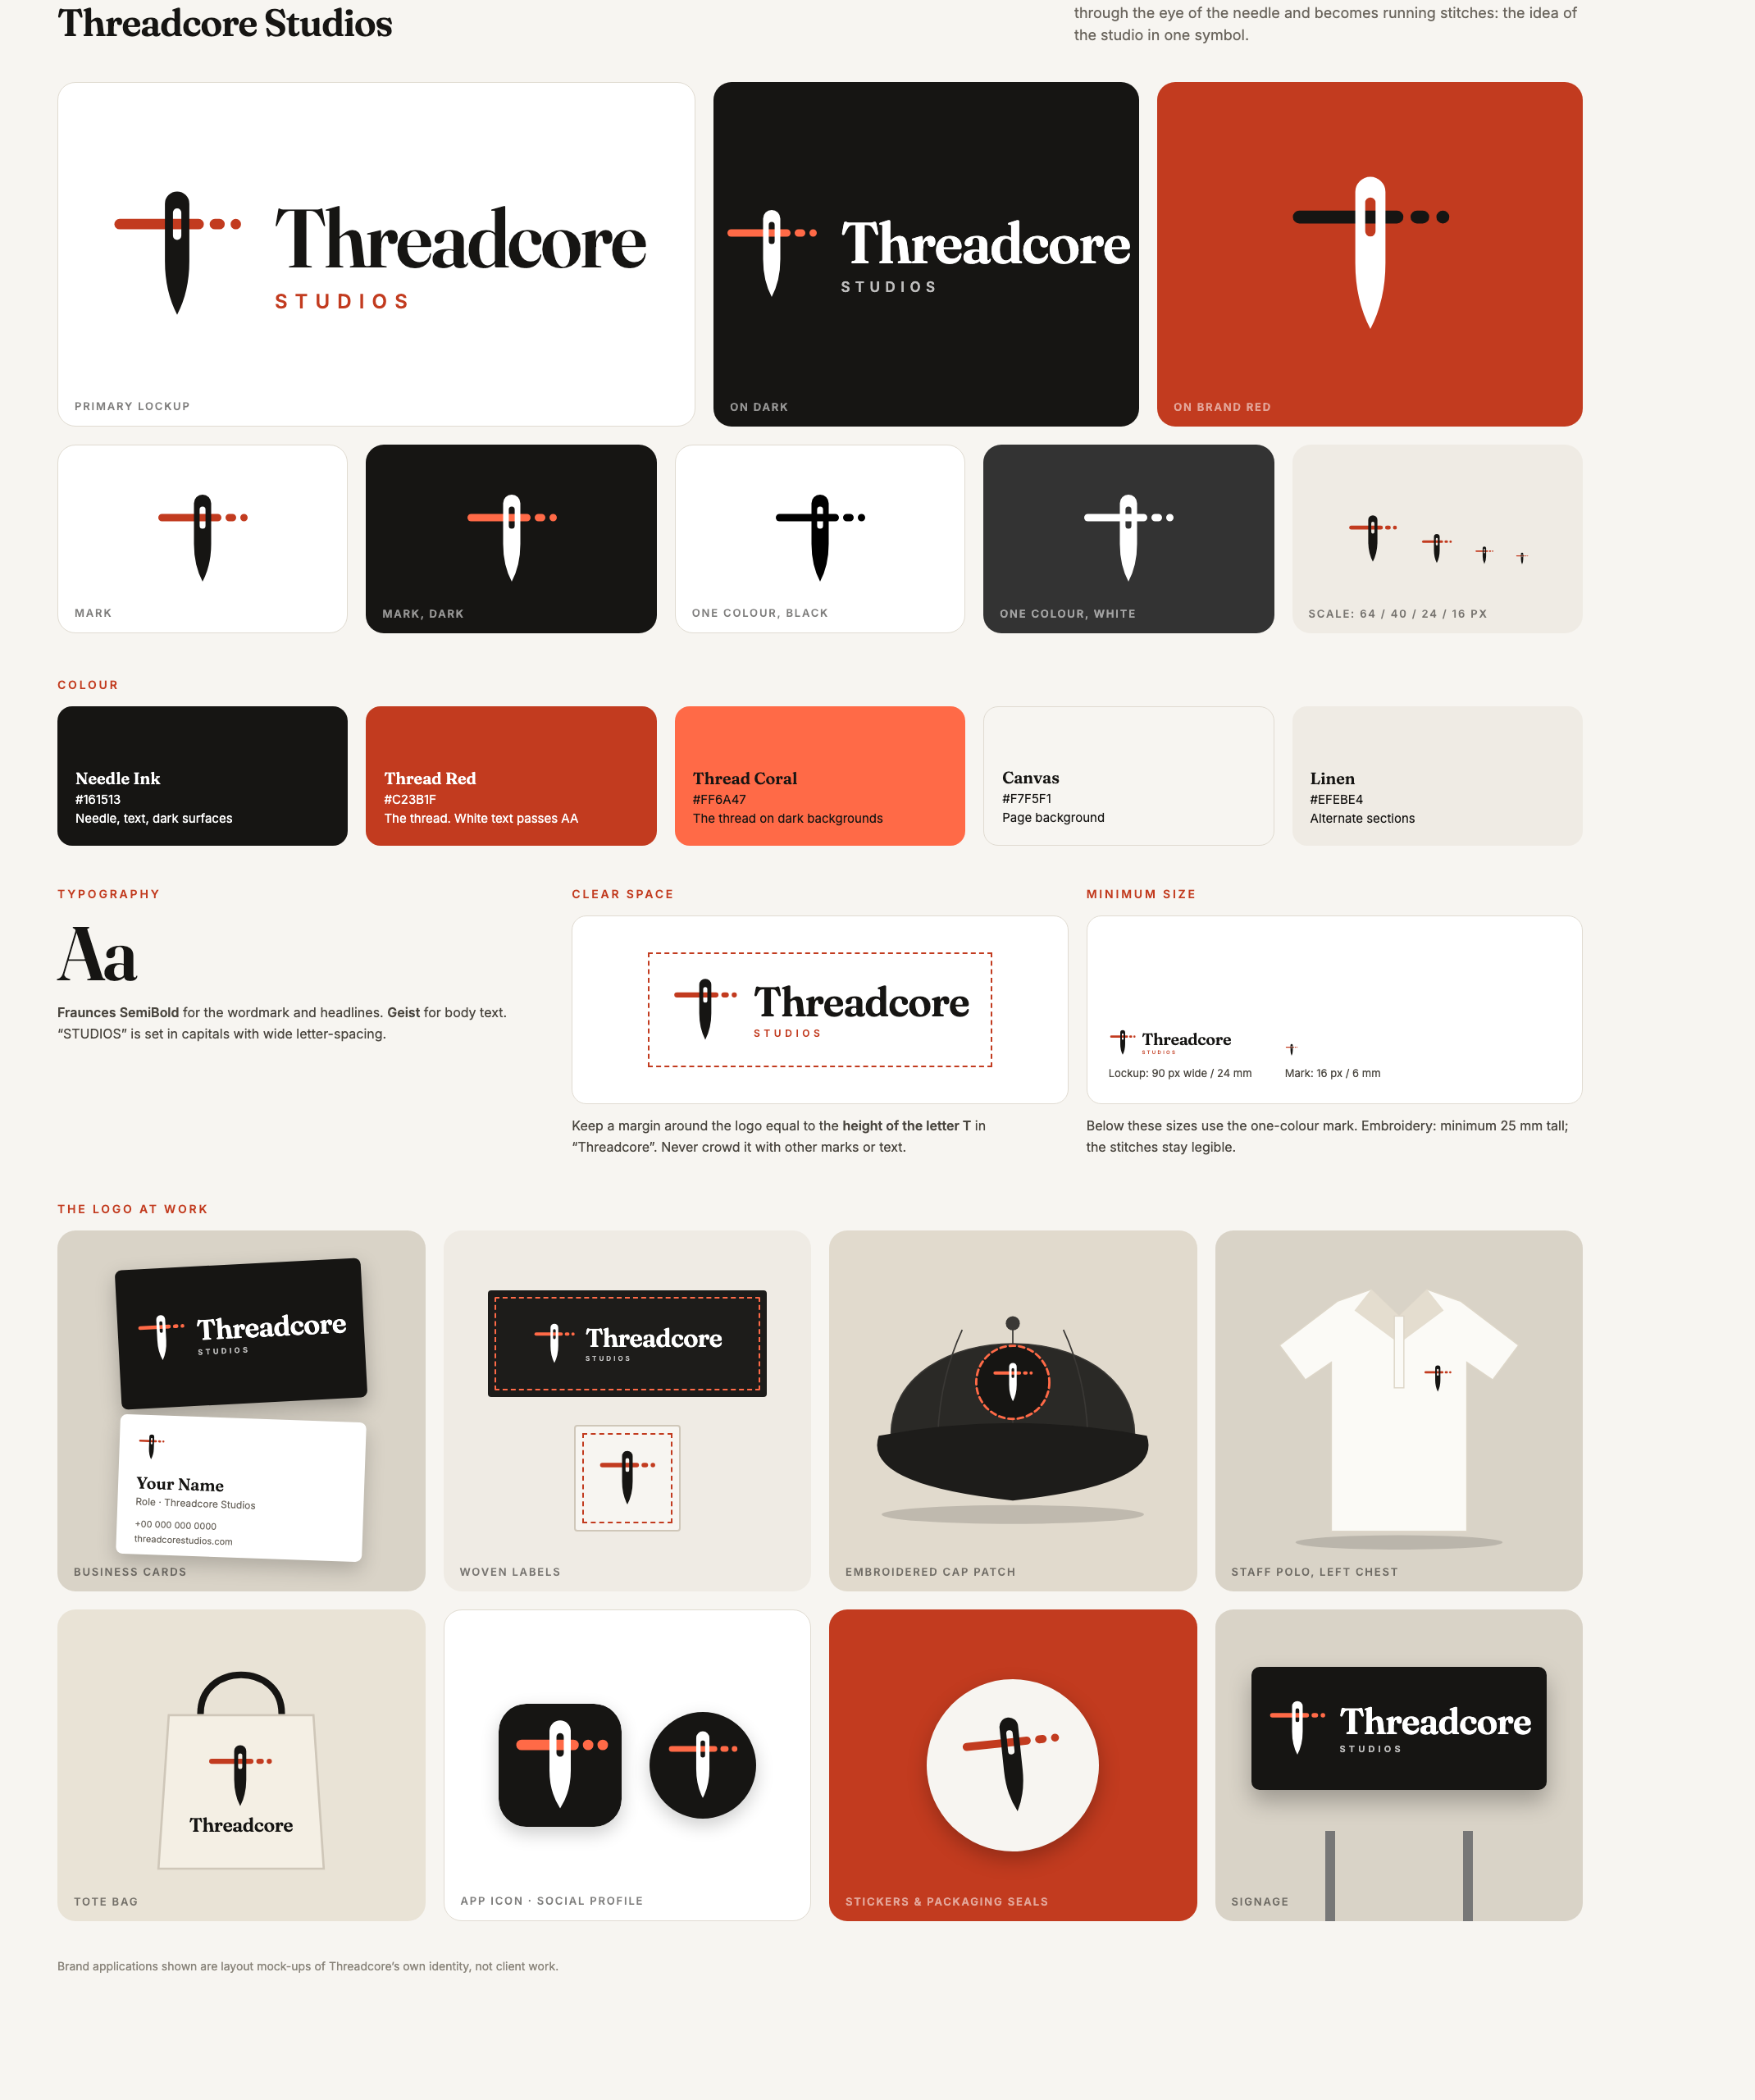 Threadcore Studios
through the eye of the needle and becomes running stitches: the idea of
the studio in one symbol.
Threadcore
STUDIOS
PRIMARY LOCKUP
Threadcore
STUDIOS
ON DARK
ON BRAND RED
MARK
MARK, DARK
ONE COLOUR, BLACK
ONE COLOUR, WHITE
SCALE: 64 / 40 / 24 / 16 PX
COLOUR
Needle Ink
#161513
Needle, text, dark surfaces
Thread Red
#C23B1F
The thread. White text passes AA
Thread Coral
#FF6A47
The thread on dark backgrounds
Canvas
#F7F5F1
Page background
Linen
#EFEBE4
Alternate sections
TYPOGRAPHY
Aa
Fraunces SemiBold for the wordmark and headlines. Geist for body text.
“STUDIOS” is set in capitals with wide letter-spacing.
CLEAR SPACE
Threadcore
STUDIOS
Keep a margin around the logo equal to the height of the letter T in
“Threadcore”. Never crowd it with other marks or text.
MINIMUM SIZE
Threadcore
STUDIOS
Lockup: 90 px wide / 24 mm
Mark: 16 px / 6 mm
Below these sizes use the one-colour mark. Embroidery: minimum 25 mm tall;
the stitches stay legible.
THE LOGO AT WORK
Threadcore
STUDIOS
Your Name
Role · Threadcore Studios
+00 000 000 0000
threadcorestudios.com
BUSINESS CARDS
Threadcore
STUDIOS
WOVEN LABELS
EMBROIDERED CAP PATCH
STAFF POLO, LEFT CHEST
Threadcore
TOTE BAG
APP ICON · SOCIAL PROFILE
STICKERS & PACKAGING SEALS
Threadcore
STUDIOS
SIGNAGE
Brand applications shown are layout mock-ups of Threadcore’s own identity, not client work.